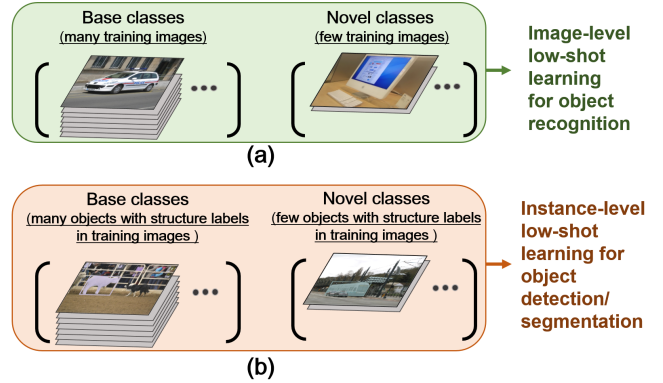 Base classes
(many training images)
Novel classes
(few training images)
Image-level
low-shot
learning
for object
recognition
(a)
Base classes
(many objects with structure labels
in training images )
Novel classes
(few objects with structure labels
in training images )
Instance-level
low-shot
learning for
object
detection/
segmentation
(b)